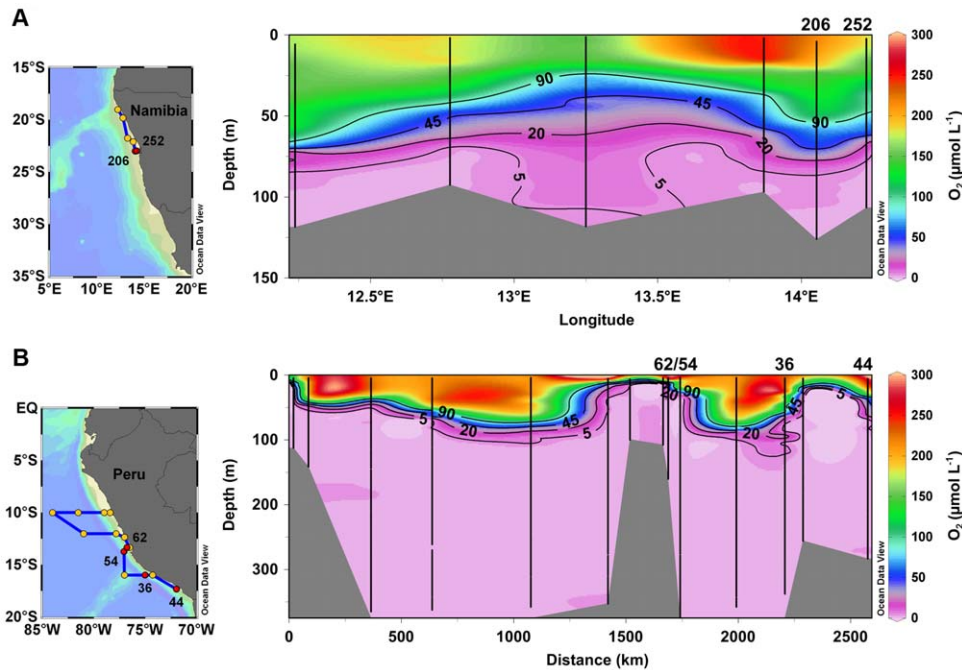 A
206 252
0
50
100
150
Depth (m)
90
45
45
90
20
20
5
5
12.5°E 13°E 13.5°E 14°E
Longitude
Ocean Data View
300
250
200
150
100
50
0
O₂ (µmol L⁻¹)
15°S
20°S
25°S
30°S
35°S
5°E 10°E 15°E 20°E
Namibia
252
206
Ocean Data View
B
62/54 36 44
0
100
200
300
Depth (m)
90
45
20
5
5
20
90
45
20
5
5
0 500 1000 1500 2000 2500
Distance (km)
Ocean Data View
300
250
200
150
100
50
0
O₂ (µmol L⁻¹)
EQ
5°S
10°S
15°S
20°S
85°W 80°W 75°W 70°W
Peru
62
54
36
44
Ocean Data View